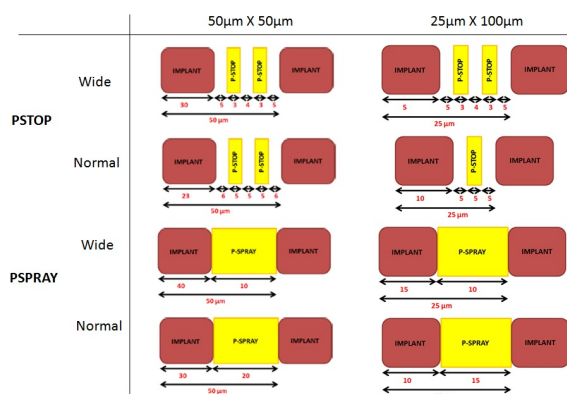 50µm X 50µm 25µm X 100µm
Wide
IMPLANT P-STOP P-STOP IMPLANT IMPLANT P-STOP P-STOP IMPLANT
30 5 3 4 3 5 5 5 3 4 3 5
50 µm 25 µm
PSTOP
Normal
IMPLANT P-STOP P-STOP IMPLANT IMPLANT P-STOP IMPLANT
23 6 5 5 5 6 10 5 5 5
50 µm 25 µm
Wide
IMPLANT P-SPRAY IMPLANT IMPLANT P-SPRAY IMPLANT
40 10 15 10
50 µm 25 µm
PSPRAY
Normal
IMPLANT P-SPRAY IMPLANT IMPLANT P-SPRAY IMPLANT
30 20 10 15
50 µm